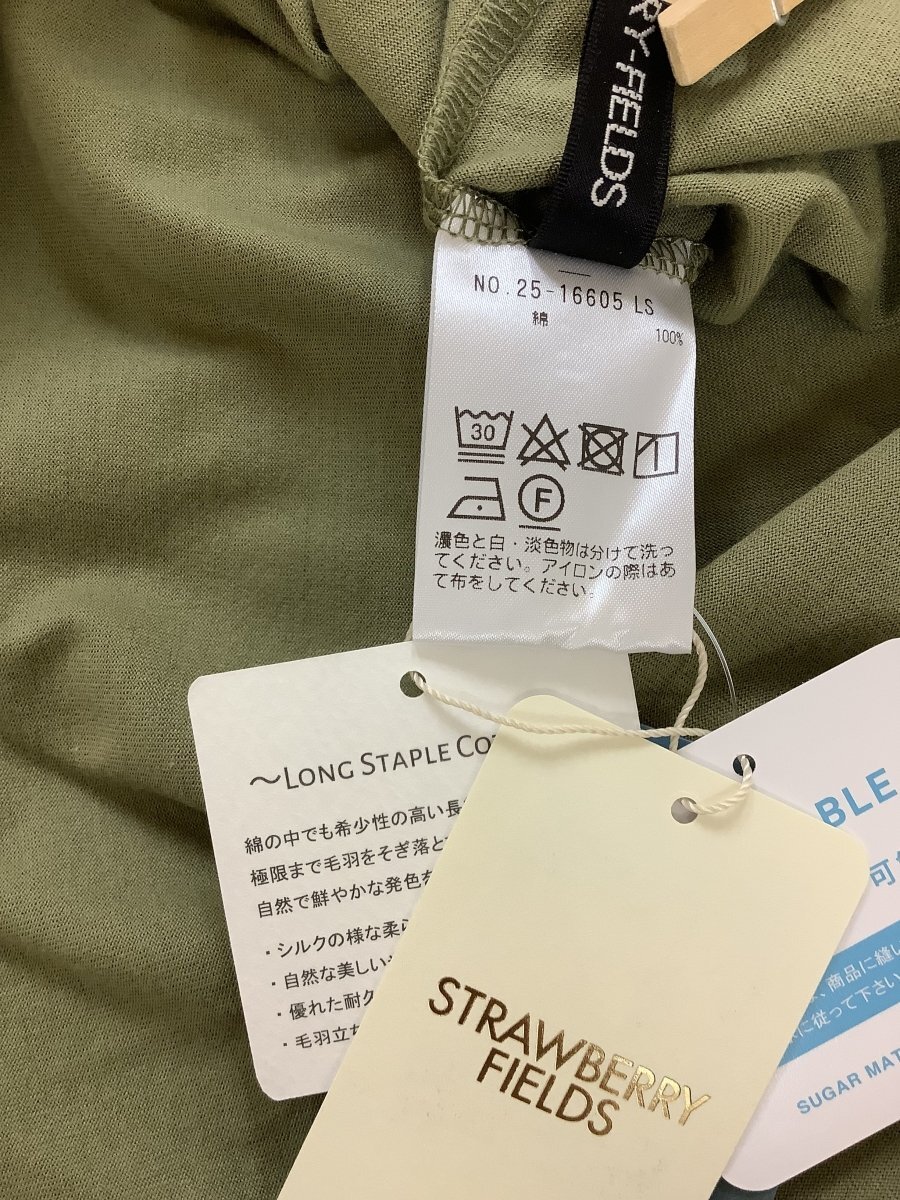 RY-FIELDS
NO.25-16605 LS
綿 100%
30
F
濃色と白・淡色物は分けて洗っ
てください。アイロンの際はあ
て布をしてください。
～LONG STAPLE
綿の中でも希少性の高い
極限まで毛羽をそぎ落と
自然で鮮やかな発色
・シルクの様な柔ら
・自然な美しい
・優れた耐久
・毛羽立ち
STRAWBERRY
FIELDS
BLE
可
、商品に縫い
に従って下さい
SUGAR MAT